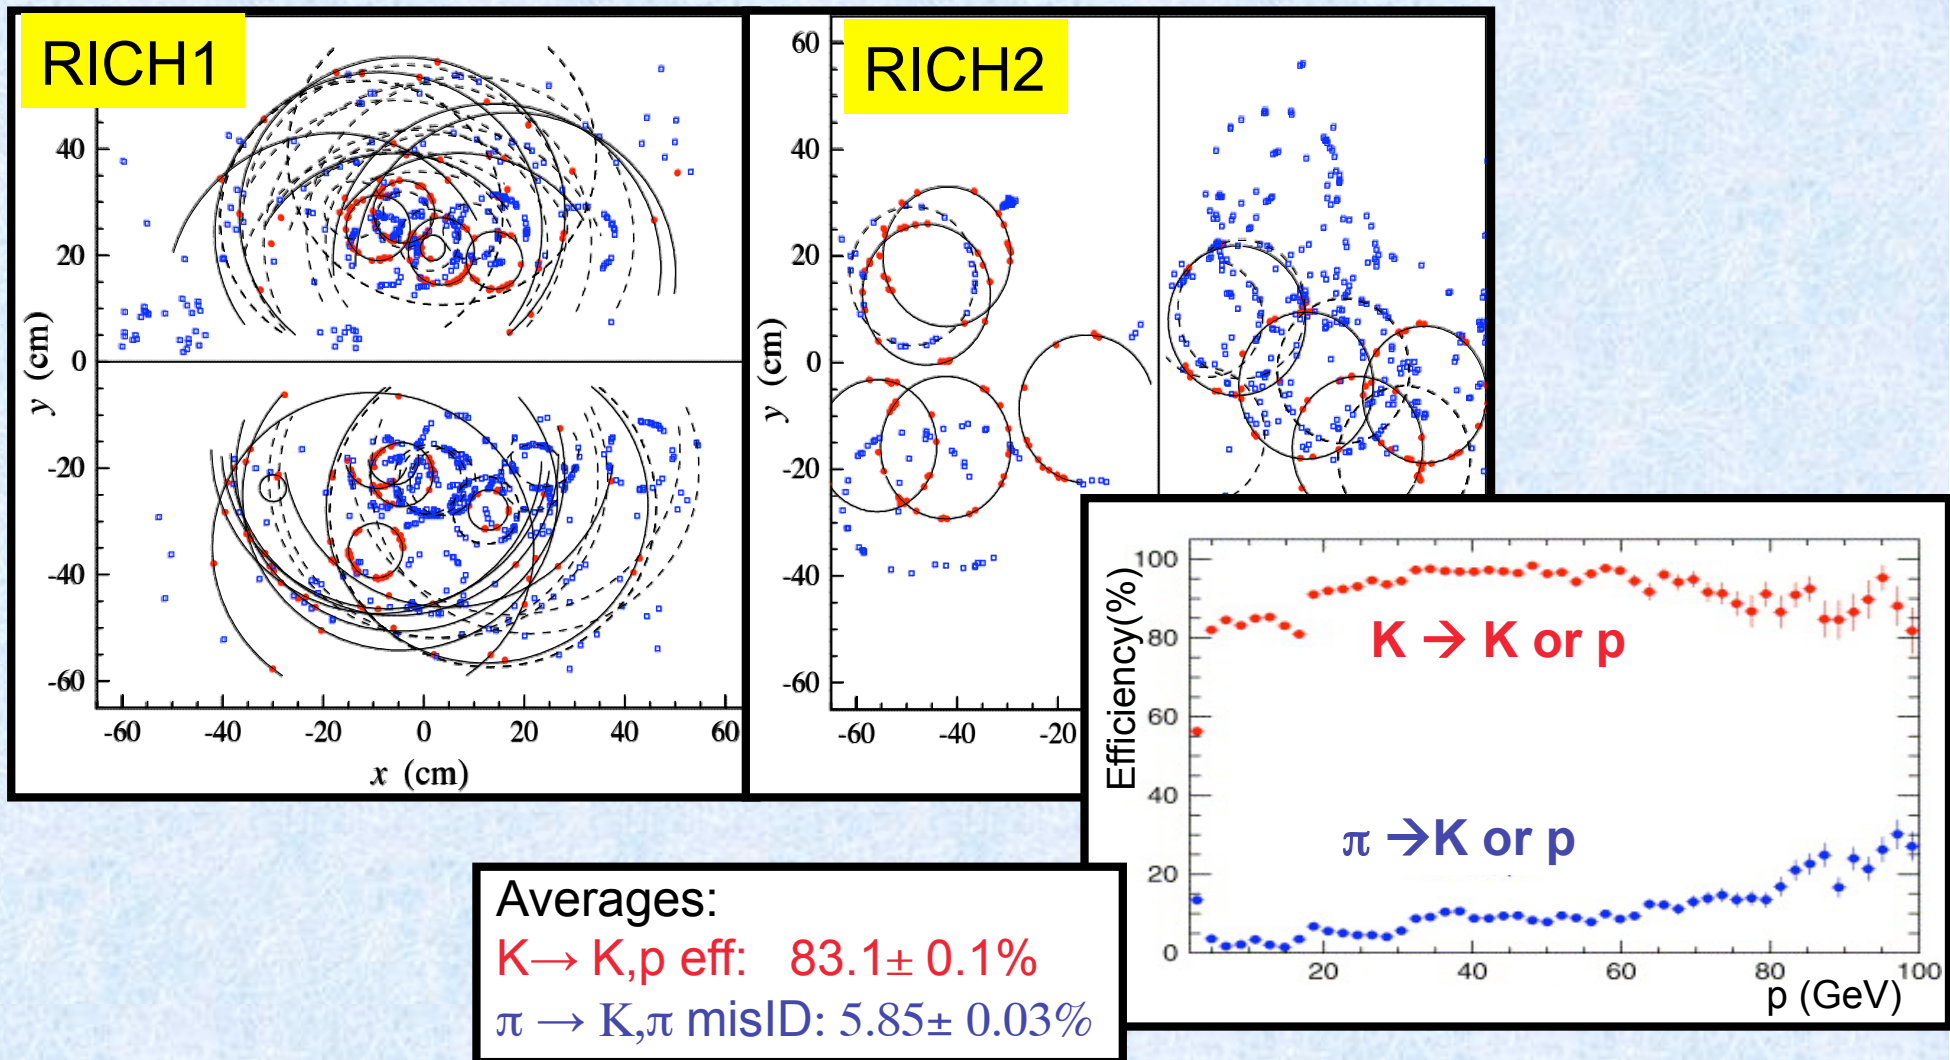 RICH1
40
20
0
-20
-40
-60
y (cm)
-60 -40 -20 0 20 40 60
x (cm)
RICH2
60
40
20
0
-20
-40
-60
y (cm)
-60 -40 -20
100
80
60
40
20
0
Efficiency(%)
K → K or p
π →K or p
20 40 60 80 100
p (GeV)
Averages:
K→ K,p eff: 83.1± 0.1%
π → K,π misID: 5.85± 0.03%